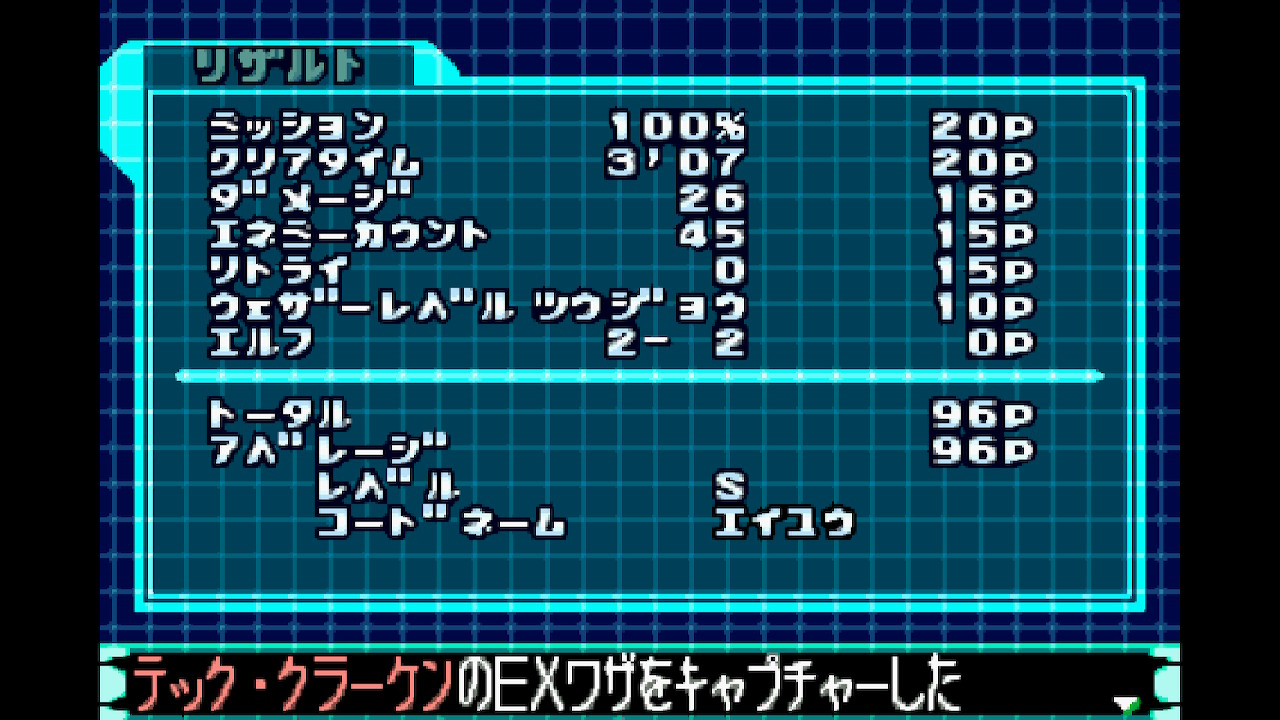 リザルト
ミッション 100% 20P
クリアタイム 3'07 20P
ダメージ 26 16P
エネミーカウント 45 15P
リトライ 0 15P
ウェザーレベル ツウジョウ 10P
エルフ 2- 2 0P
トータル 96P
アベレージ 96P
レベル S
コードネーム エイユウ
テック・クラーケンのEXワザをキャプチャーした